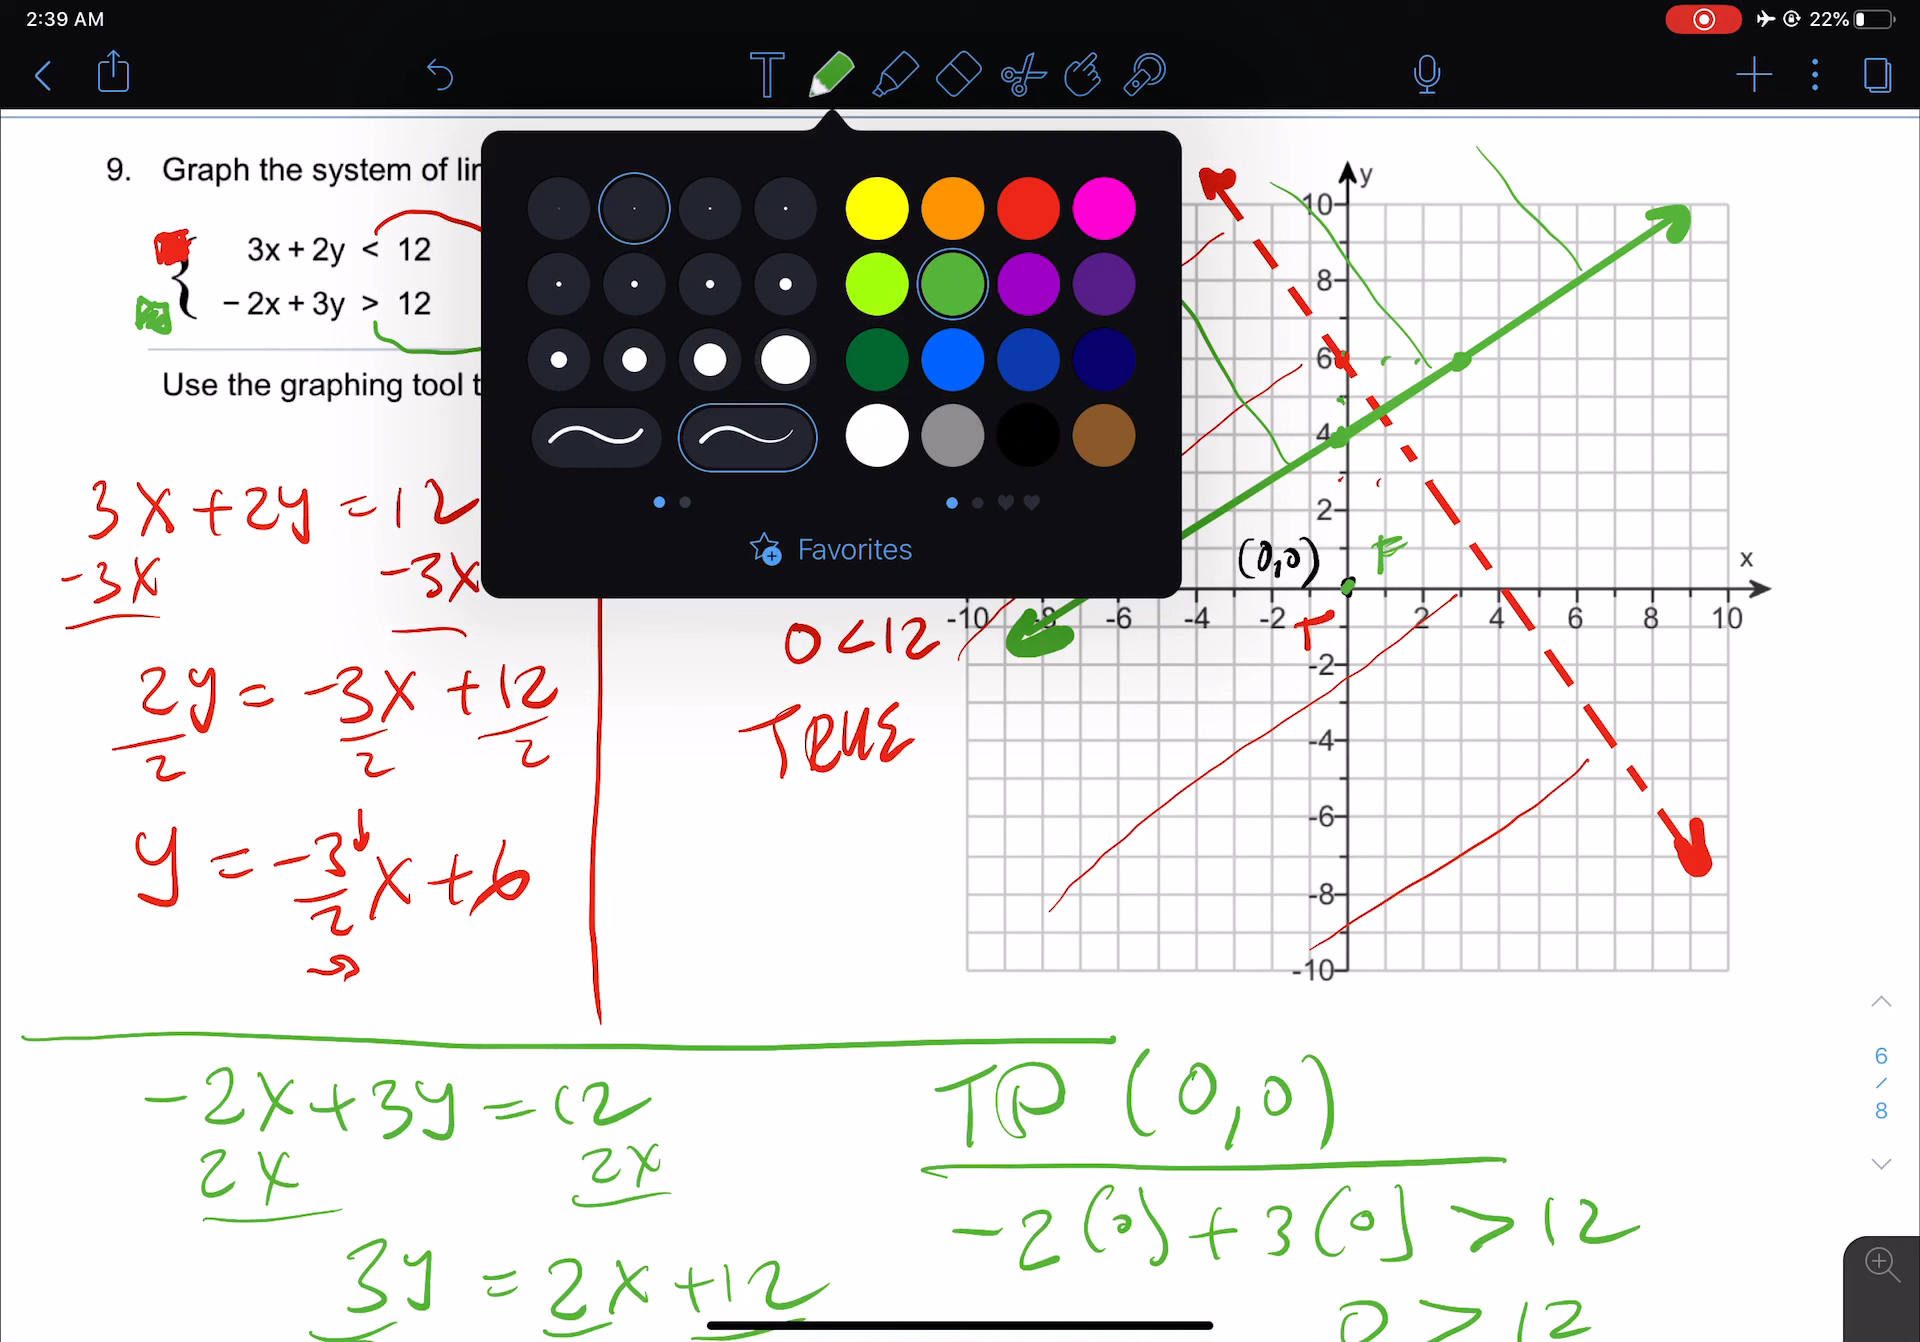 2:39 AM
22%
9. Graph the system of lin
3x + 2y < 12
- 2x + 3y > 12
Use the graphing tool t
Favorites
3x+2y=12
-3x -3x
2y = -3x +12
2 2 2
y = -3/2 x +6
0<12
TRUE
y
x
10
8
6
4
2
-10 -8 -6 -4 -2 2 4 6 8 10
-2
-4
-6
-8
-10
(0,0)
F
T
-2x+3y=12
2x 2x
3y = 2x +12
TP (0,0)
-2(0)+3(0)>12
0 > 12
6
/
8